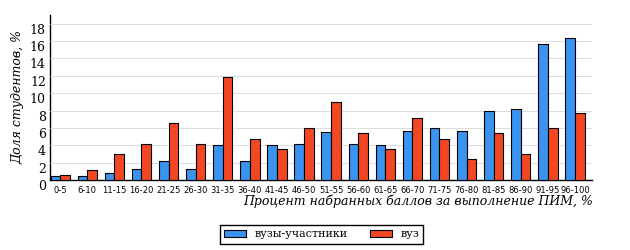 Доля студентов, %
18
16
14
12
10
8
6
4
2
0
0-5 6-10 11-15 16-20 21-25 26-30 31-35 36-40 41-45 46-50 51-55 56-60 61-65 66-70 71-75 76-80 81-85 86-90 91-95 96-100
Процент набранных баллов за выполнение ПИМ, %
вузы-участники вуз